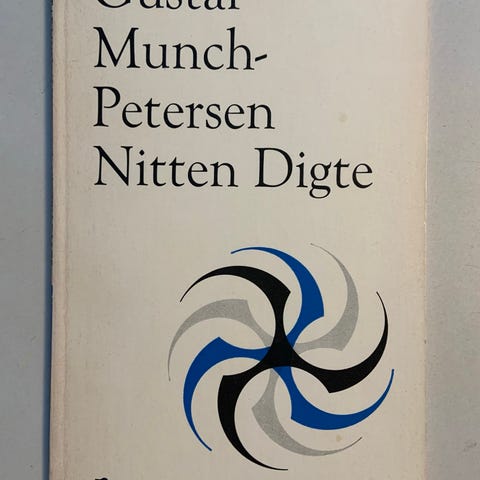 Gustaf
Munch-
Petersen
Nitten Digte